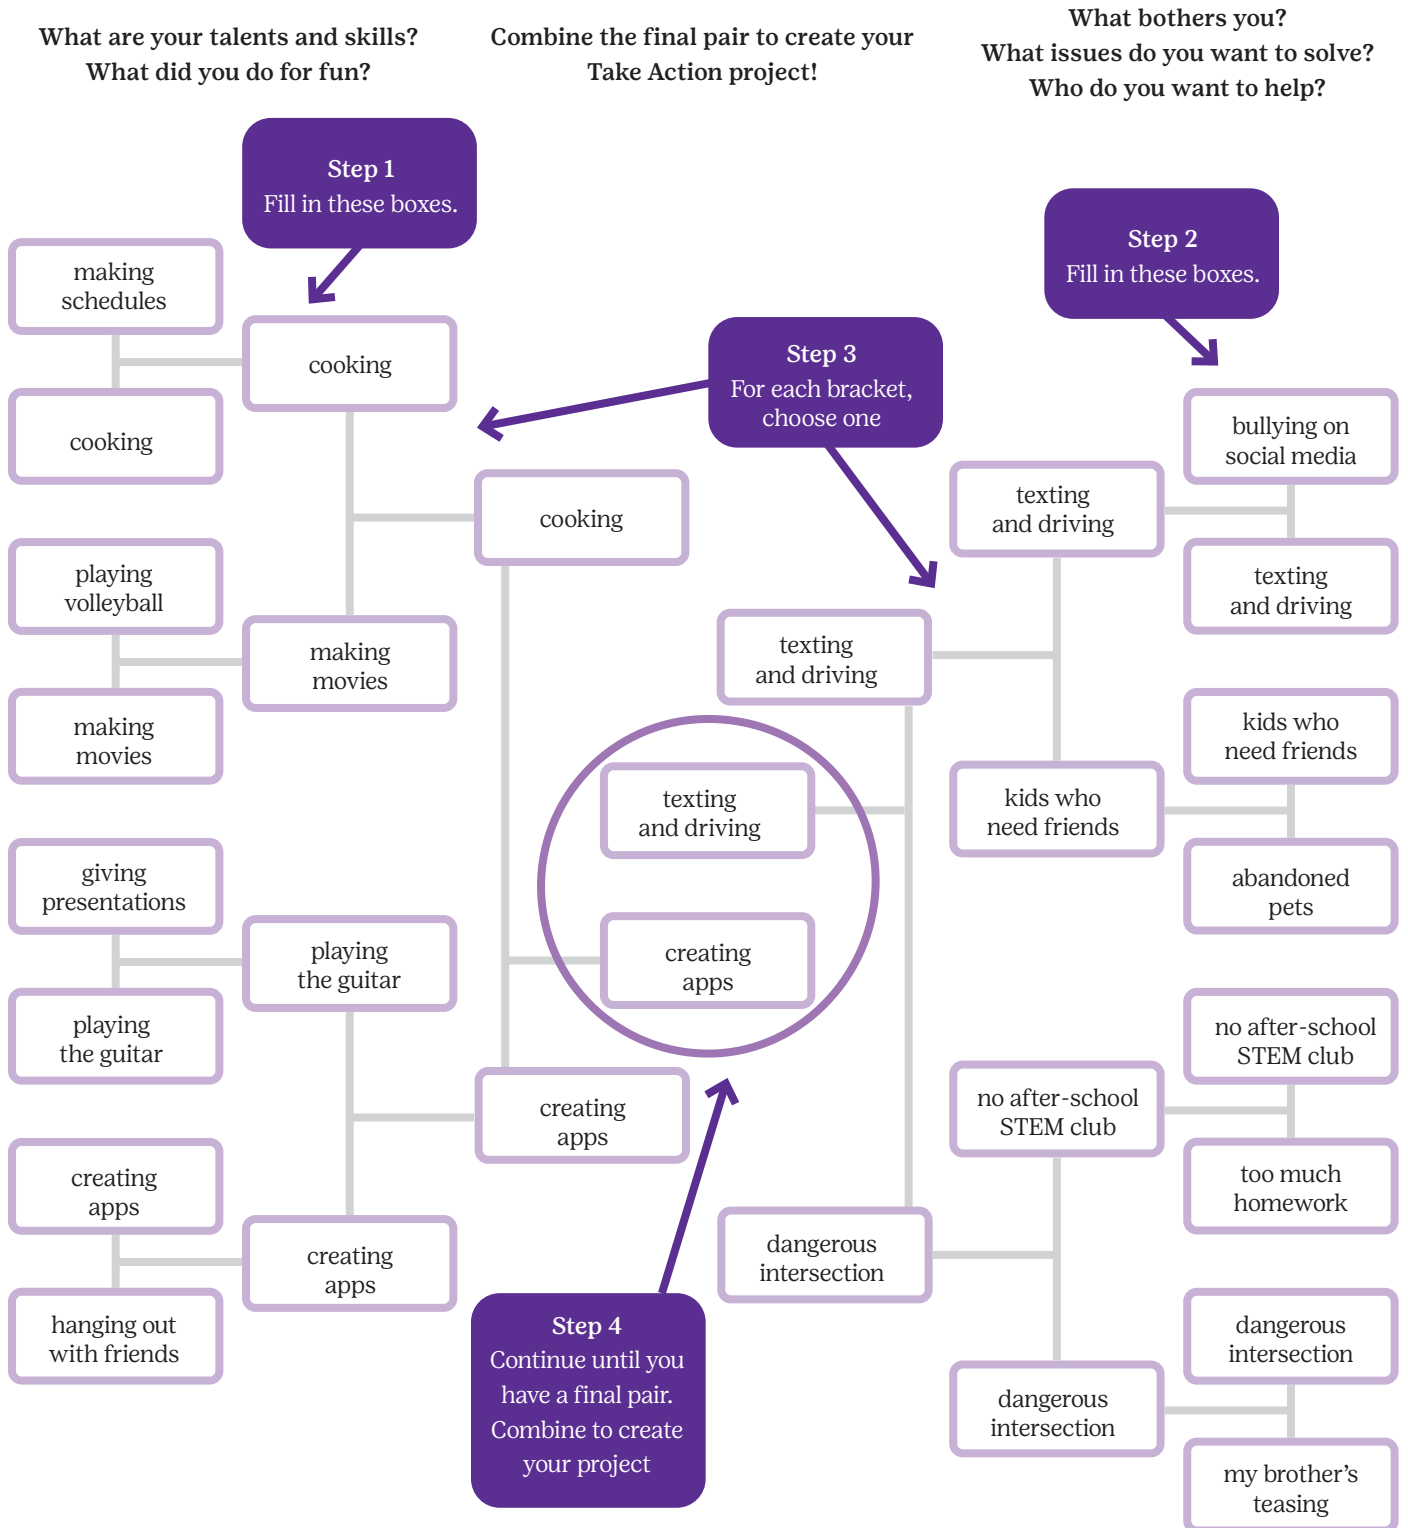 What are your talents and skills?
What did you do for fun?
Combine the final pair to create your
Take Action project!
What bothers you?
What issues do you want to solve?
Who do you want to help?
Step 1
Fill in these boxes.
Step 2
Fill in these boxes.
Step 3
For each bracket,
choose one
making
schedules
cooking
cooking
playing
volleyball
making
movies
making
movies
cooking
giving
presentations
playing
the guitar
playing
the guitar
creating
apps
hanging out
with friends
creating
apps
creating
apps
texting
and driving
creating
apps
texting
and driving
dangerous
intersection
texting
and driving
kids who
need friends
no after-school
STEM club
dangerous
intersection
bullying on
social media
texting
and driving
kids who
need friends
abandoned
pets
no after-school
STEM club
too much
homework
dangerous
intersection
my brother’s
teasing
Step 4
Continue until you
have a final pair.
Combine to create
your project